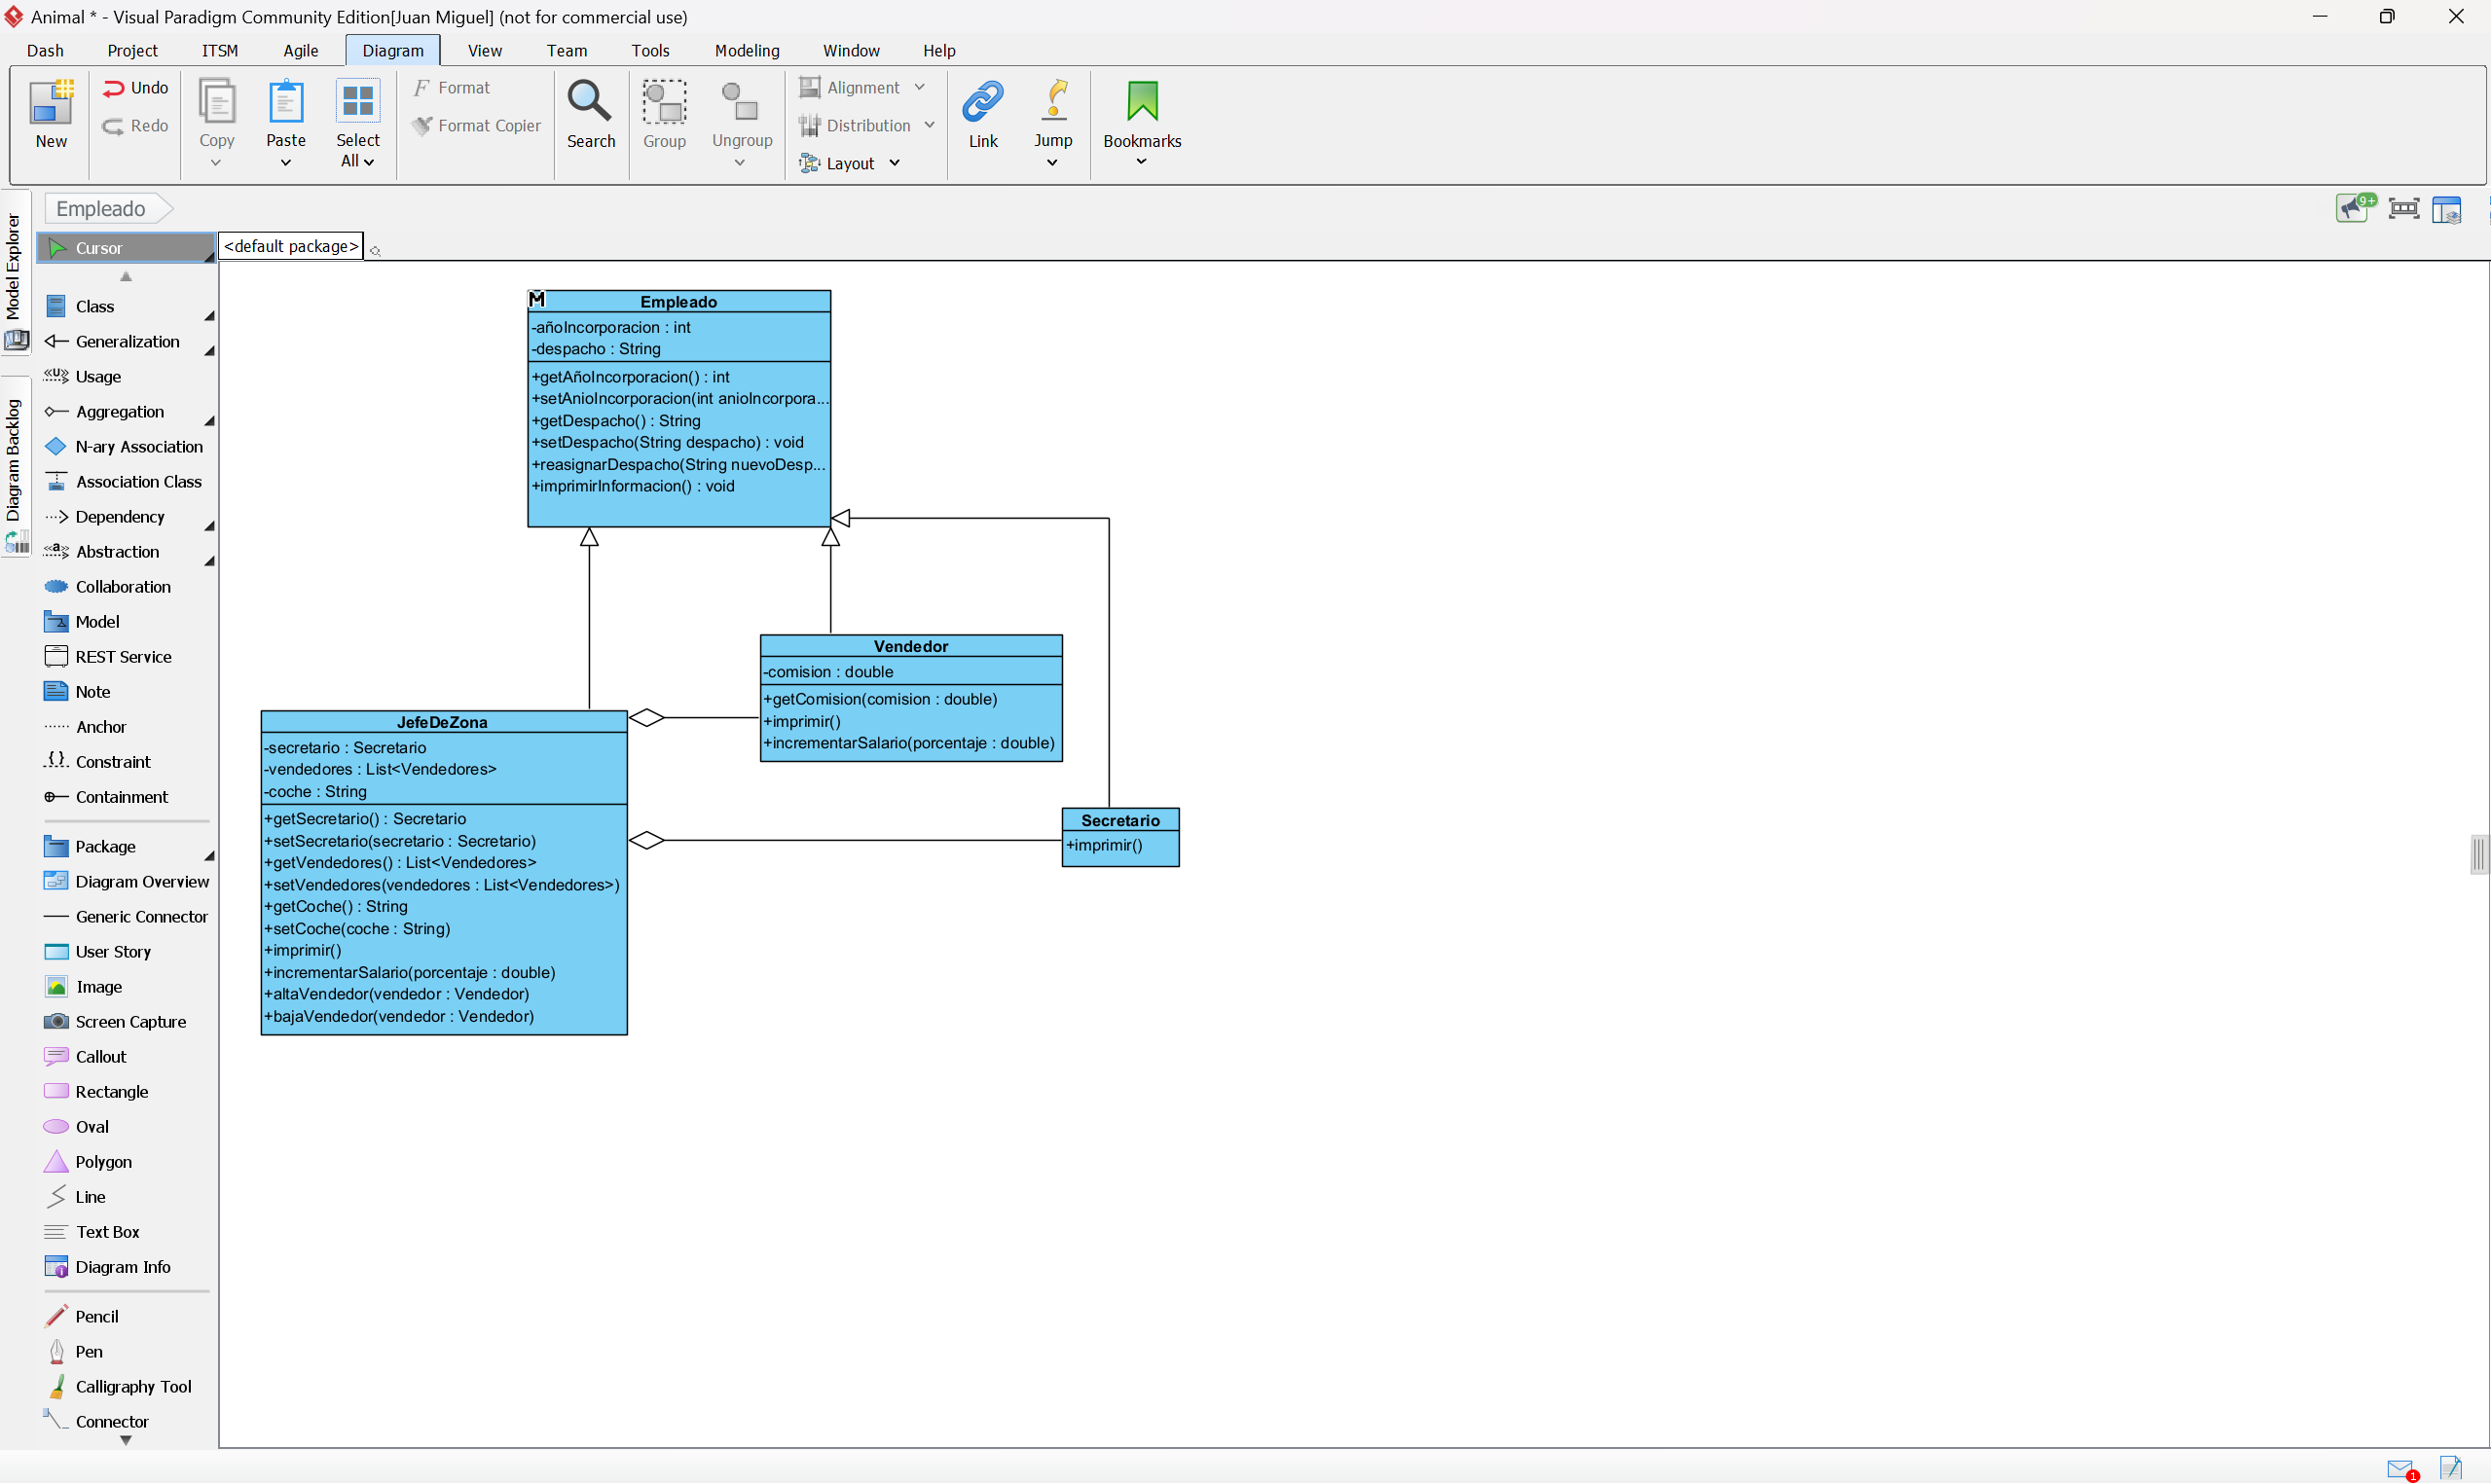 Animal * - Visual Paradigm Community Edition[Juan Miguel] (not for commercial use)
Dash Project ITSM Agile Diagram View Team Tools Modeling Window Help
New
Undo
Redo
Copy
Paste
Select
All
Format
Format Copier
Search
Group
Ungroup
Alignment
Distribution
Layout
Link
Jump
Bookmarks
Model Explorer
Diagram Backlog
Empleado
9+
Cursor
<default package>
Class
Generalization
Usage
Aggregation
N-ary Association
Association Class
Dependency
Abstraction
Collaboration
Model
REST Service
Note
Anchor
Constraint
Containment
Package
Diagram Overview
Generic Connector
User Story
Image
Screen Capture
Callout
Rectangle
Oval
Polygon
Line
Text Box
Diagram Info
Pencil
Pen
Calligraphy Tool
Connector
M
Empleado
-añoIncorporacion : int
-despacho : String
+getAñoIncorporacion() : int
+setAnioIncorporacion(int anioIncorpora...
+getDespacho() : String
+setDespacho(String despacho) : void
+reasignarDespacho(String nuevoDesp...
+imprimirInformacion() : void
Vendedor
-comision : double
+getComision(comision : double)
+imprimir()
+incrementarSalario(porcentaje : double)
JefeDeZona
-secretario : Secretario
-vendedores : List<Vendedores>
-coche : String
+getSecretario() : Secretario
+setSecretario(secretario : Secretario)
+getVendedores() : List<Vendedores>
+setVendedores(vendedores : List<Vendedores>)
+getCoche() : String
+setCoche(coche : String)
+imprimir()
+incrementarSalario(porcentaje : double)
+altaVendedor(vendedor : Vendedor)
+bajaVendedor(vendedor : Vendedor)
Secretario
+imprimir()
1